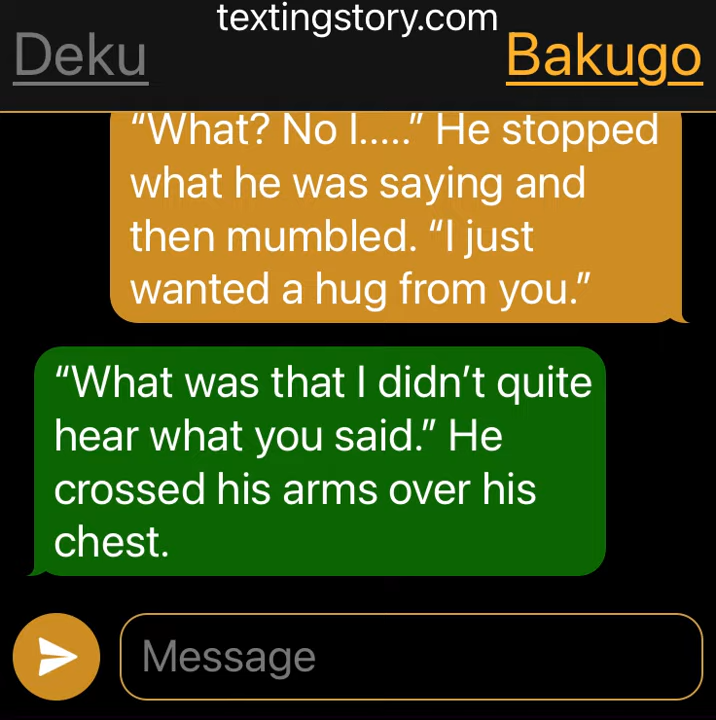 textingstory.com
Deku
Bakugo
“What? No I.....” He stopped
what he was saying and
then mumbled. “I just
wanted a hug from you.”
“What was that I didn’t quite
hear what you said.” He
crossed his arms over his
chest.
Message